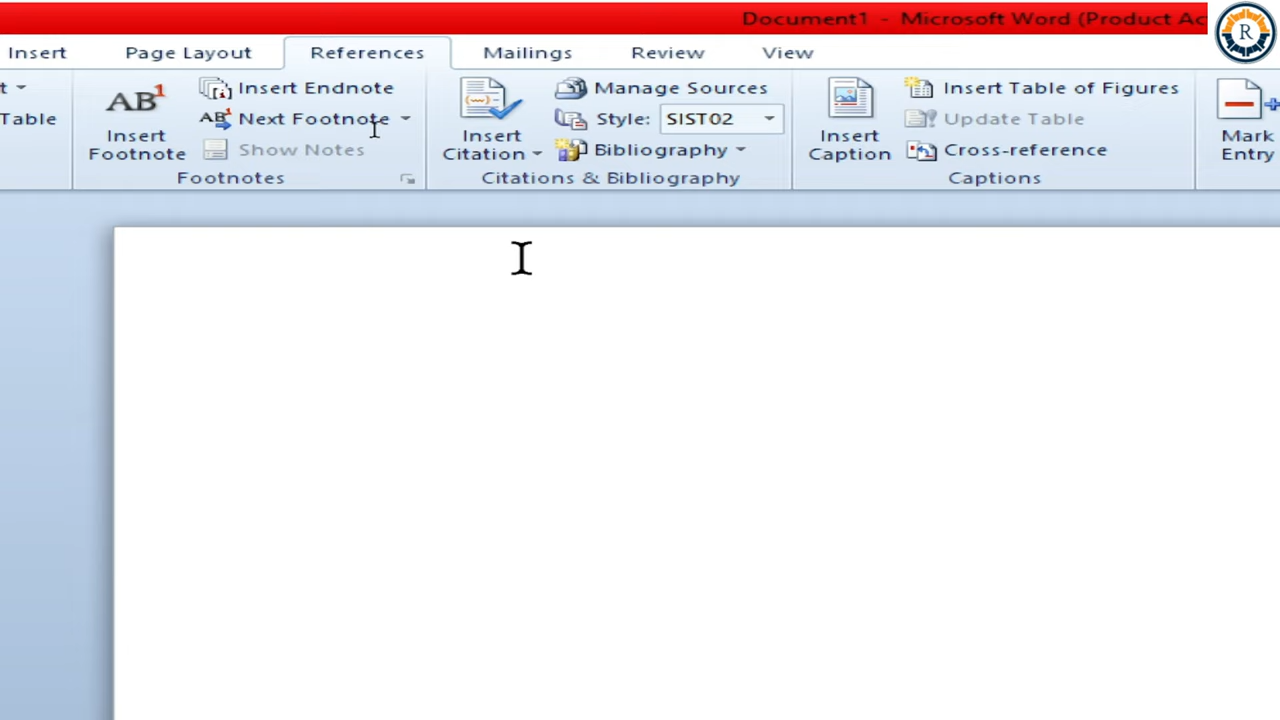 Document1 - Microsoft Word (Product Ac
R
Insert Page Layout References Mailings Review View
t
Table
AB1
Insert
Footnote
Insert Endnote
AB1 Next Footnote
Show Notes
Footnotes
Insert
Citation
Manage Sources
Style: SIST02
Bibliography
Citations & Bibliography
Insert
Caption
Insert Table of Figures
Update Table
Cross-reference
Captions
Mark
Entry